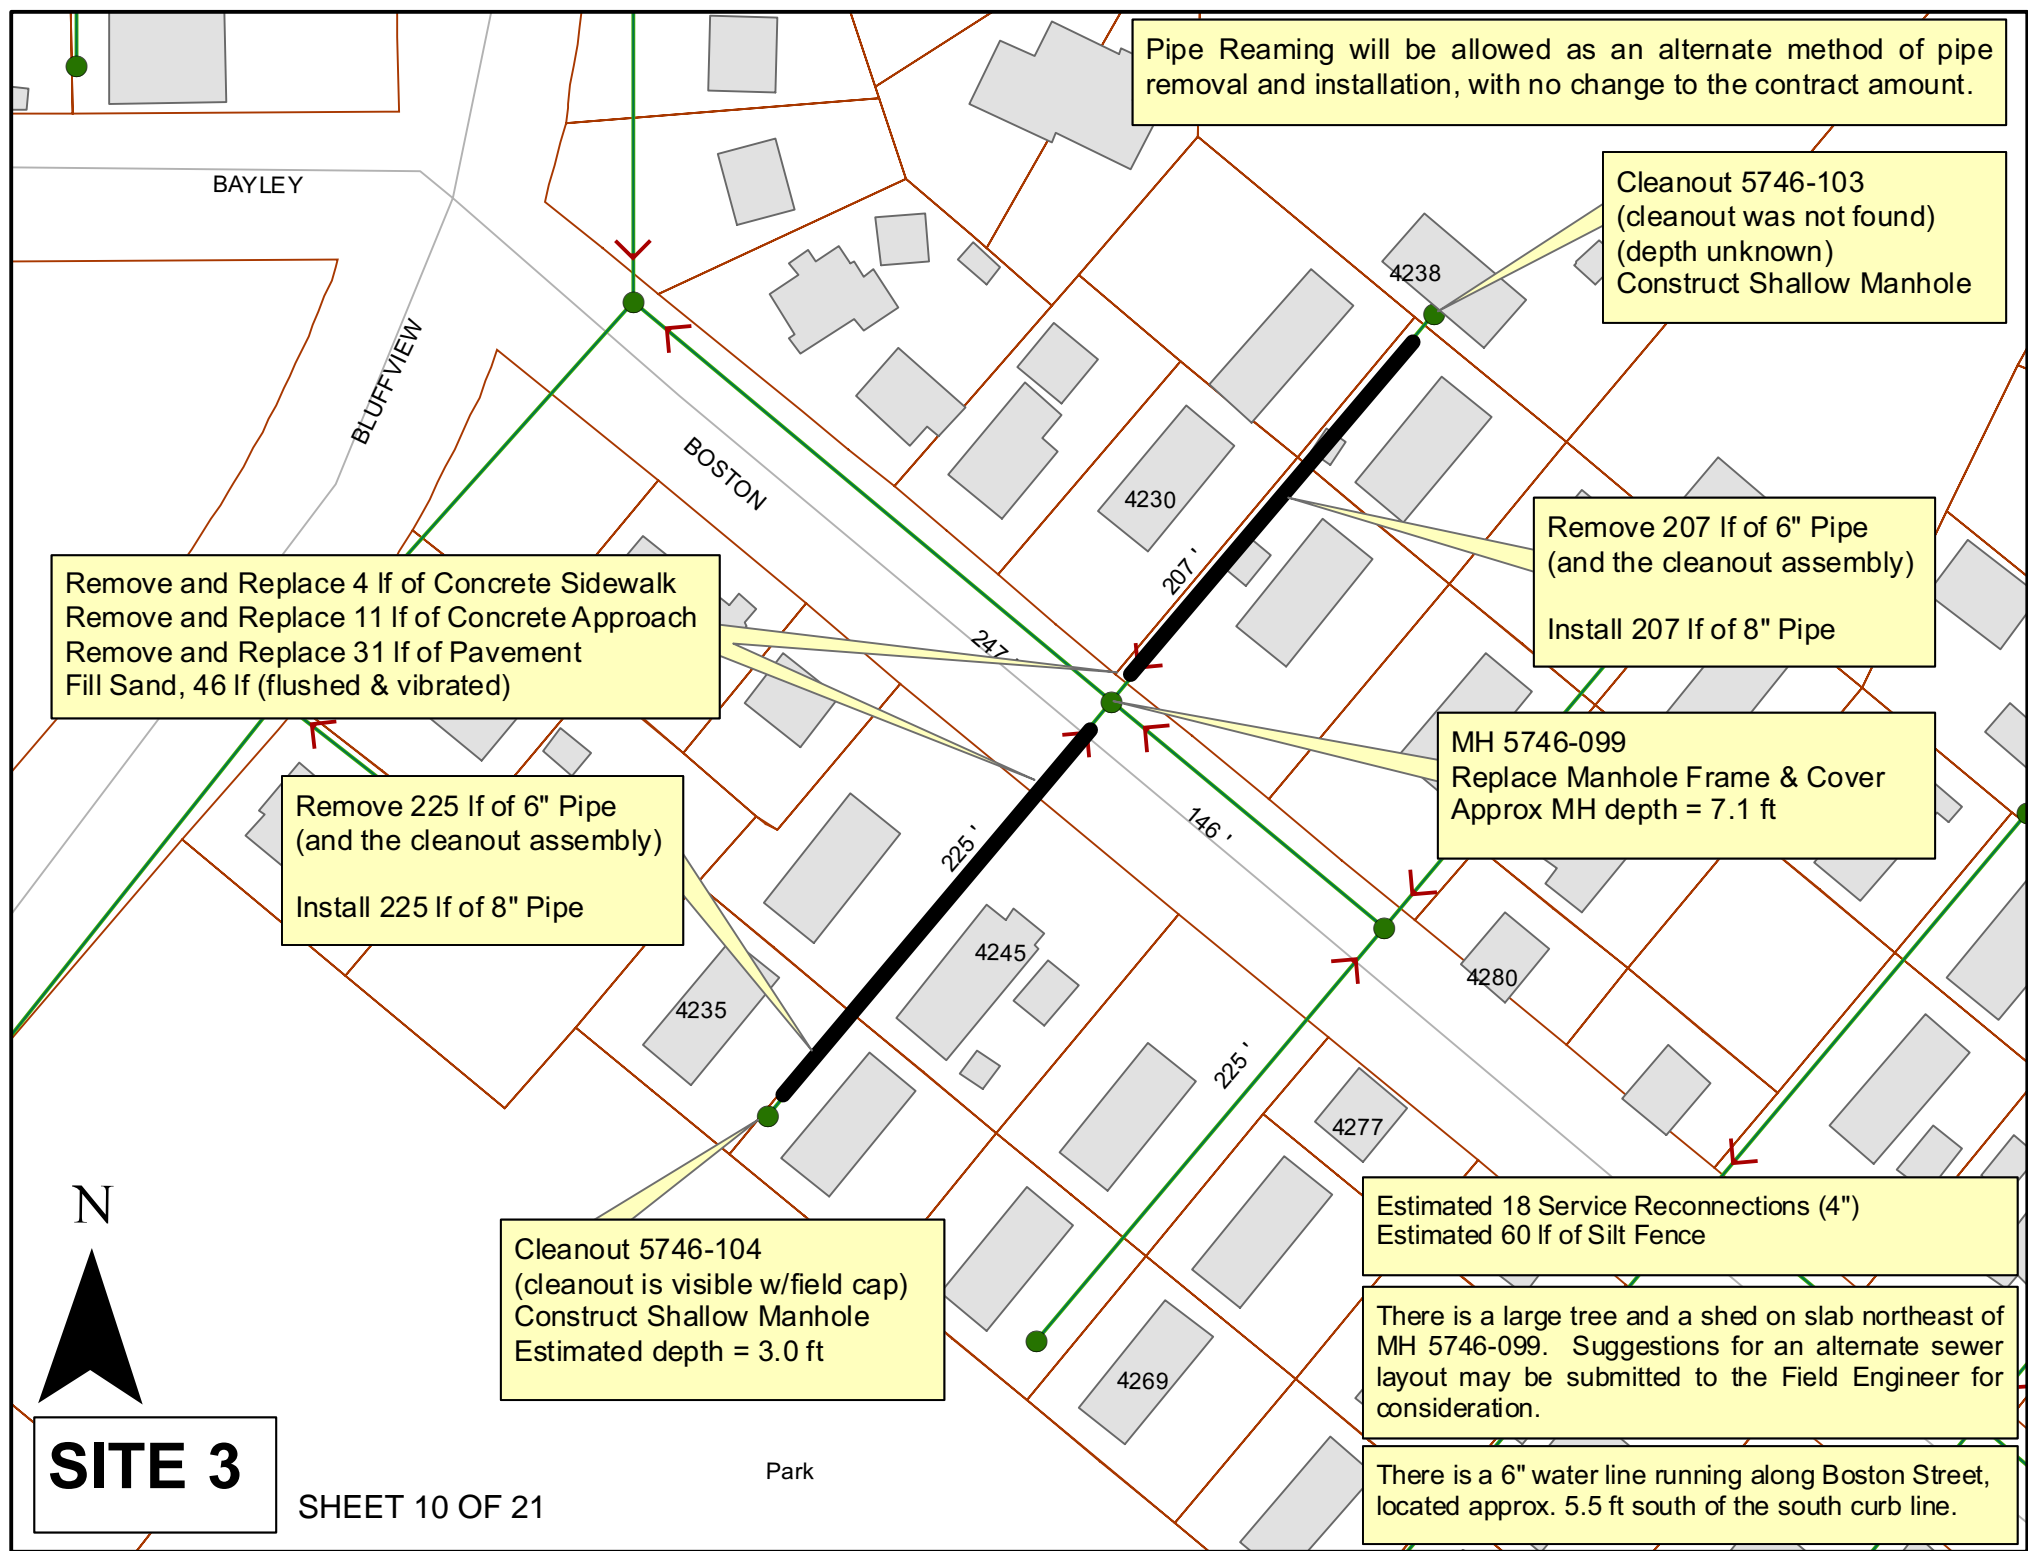 Pipe Reaming will be allowed as an alternate method of pipe
removal and installation, with no change to the contract amount.
BAYLEY
Cleanout 5746-103
(cleanout was not found)
(depth unknown)
Construct Shallow Manhole
4238
BLUFFVIEW
BOSTON
4230
Remove 207 lf of 6" Pipe
(and the cleanout assembly)
Install 207 lf of 8" Pipe
207 '
Remove and Replace 4 lf of Concrete Sidewalk
Remove and Replace 11 lf of Concrete Approach
Remove and Replace 31 lf of Pavement
Fill Sand, 46 lf (flushed & vibrated)
247 '
MH 5746-099
Replace Manhole Frame & Cover
Approx MH depth = 7.1 ft
Remove 225 lf of 6" Pipe
(and the cleanout assembly)
Install 225 lf of 8" Pipe
225 '
146 '
4245
4280
4235
225 '
4277
N
Cleanout 5746-104
(cleanout is visible w/field cap)
Construct Shallow Manhole
Estimated depth = 3.0 ft
Estimated 18 Service Reconnections (4")
Estimated 60 lf of Silt Fence
There is a large tree and a shed on slab northeast of
MH 5746-099. Suggestions for an alternate sewer
layout may be submitted to the Field Engineer for
consideration.
4269
There is a 6" water line running along Boston Street,
located approx. 5.5 ft south of the south curb line.
Park
SITE 3
SHEET 10 OF 21